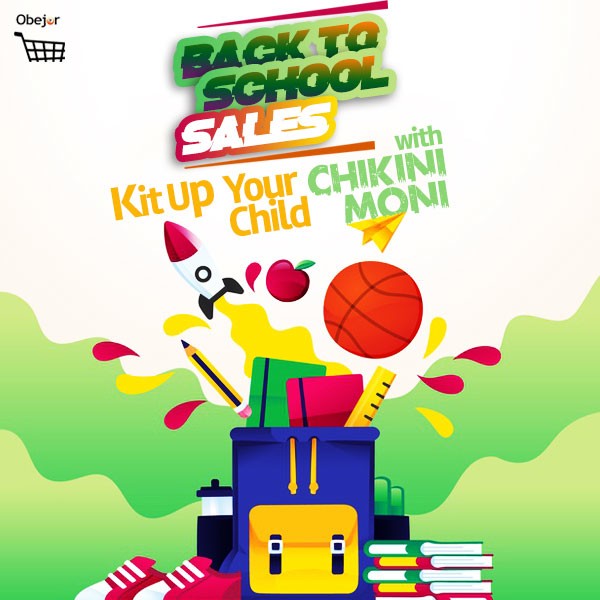 Obejor
BACK TO
SCHOOL
SALES
Kit Up Your
Child
with
CHIKINI
MONI